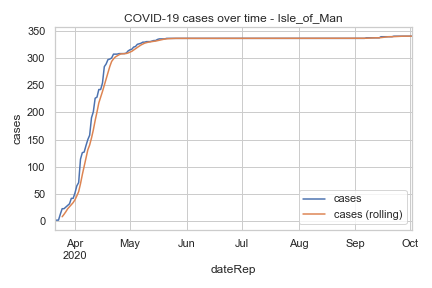 COVID-19 cases over time - Isle_of_Man
cases
350
300
250
200
150
100
50
0
cases
cases (rolling)
Apr
2020
May
Jun
Jul
Aug
Sep
Oct
dateRep